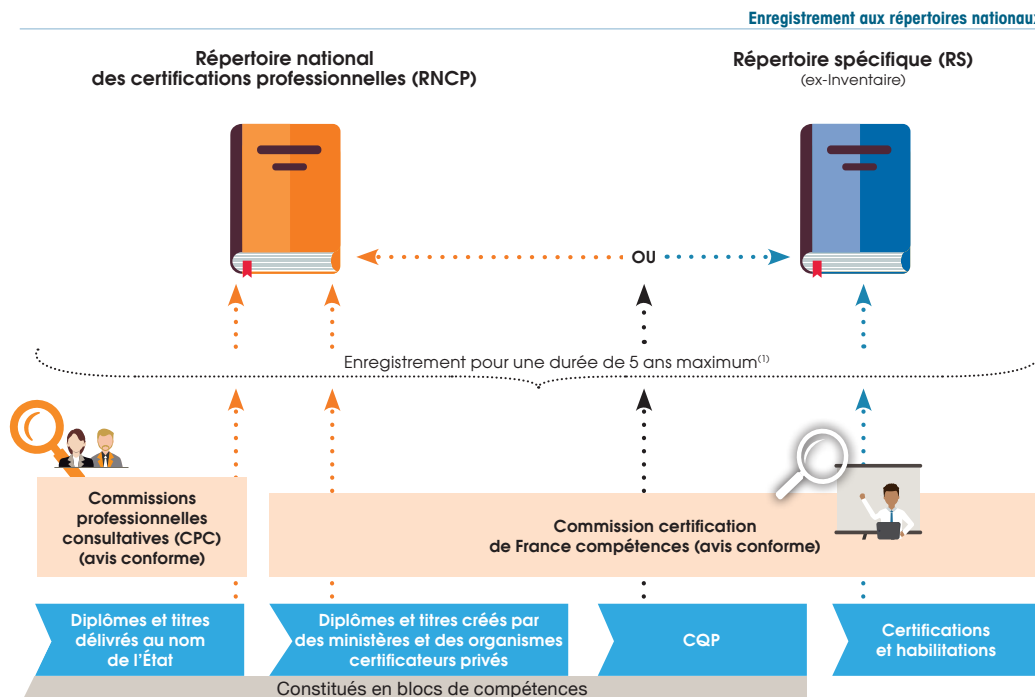 Enregistrement aux répertoires nationaux
Répertoire national
des certifications professionnelles (RNCP)
Répertoire spécifique (RS)
(ex-Inventaire)
OU
Enregistrement pour une durée de 5 ans maximum(1)
Commissions
professionnelles
consultatives (CPC)
(avis conforme)
Commission certification
de France compétences (avis conforme)
Diplômes et titres
délivrés au nom
de l'État
Diplômes et titres créés par
des ministères et des organismes
certificateurs privés
CQP
Certifications
et habilitations
Constitués en blocs de compétences